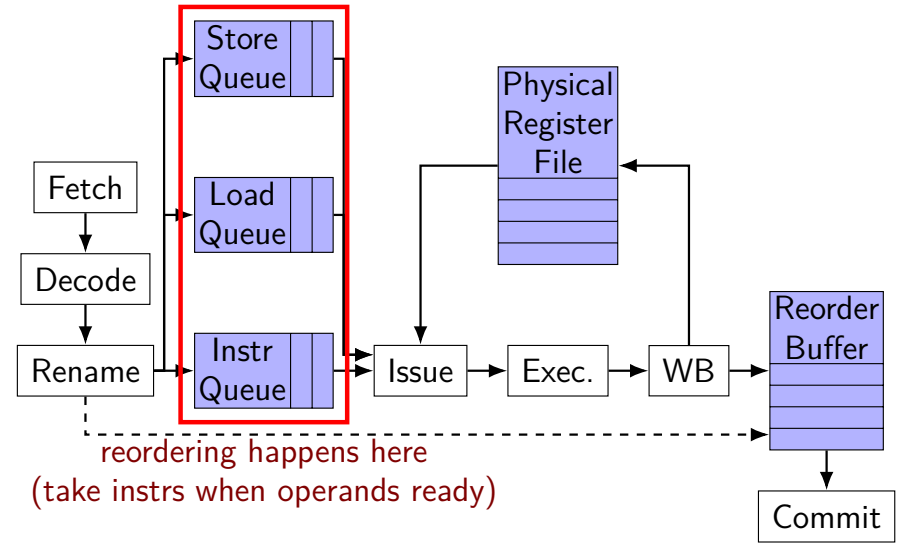 Store
Queue
Physical
Register
File
Fetch
Load
Queue
Decode
Reorder
Buffer
Rename
Instr
Queue
Issue
Exec.
WB
reordering happens here
(take instrs when operands ready)
Commit